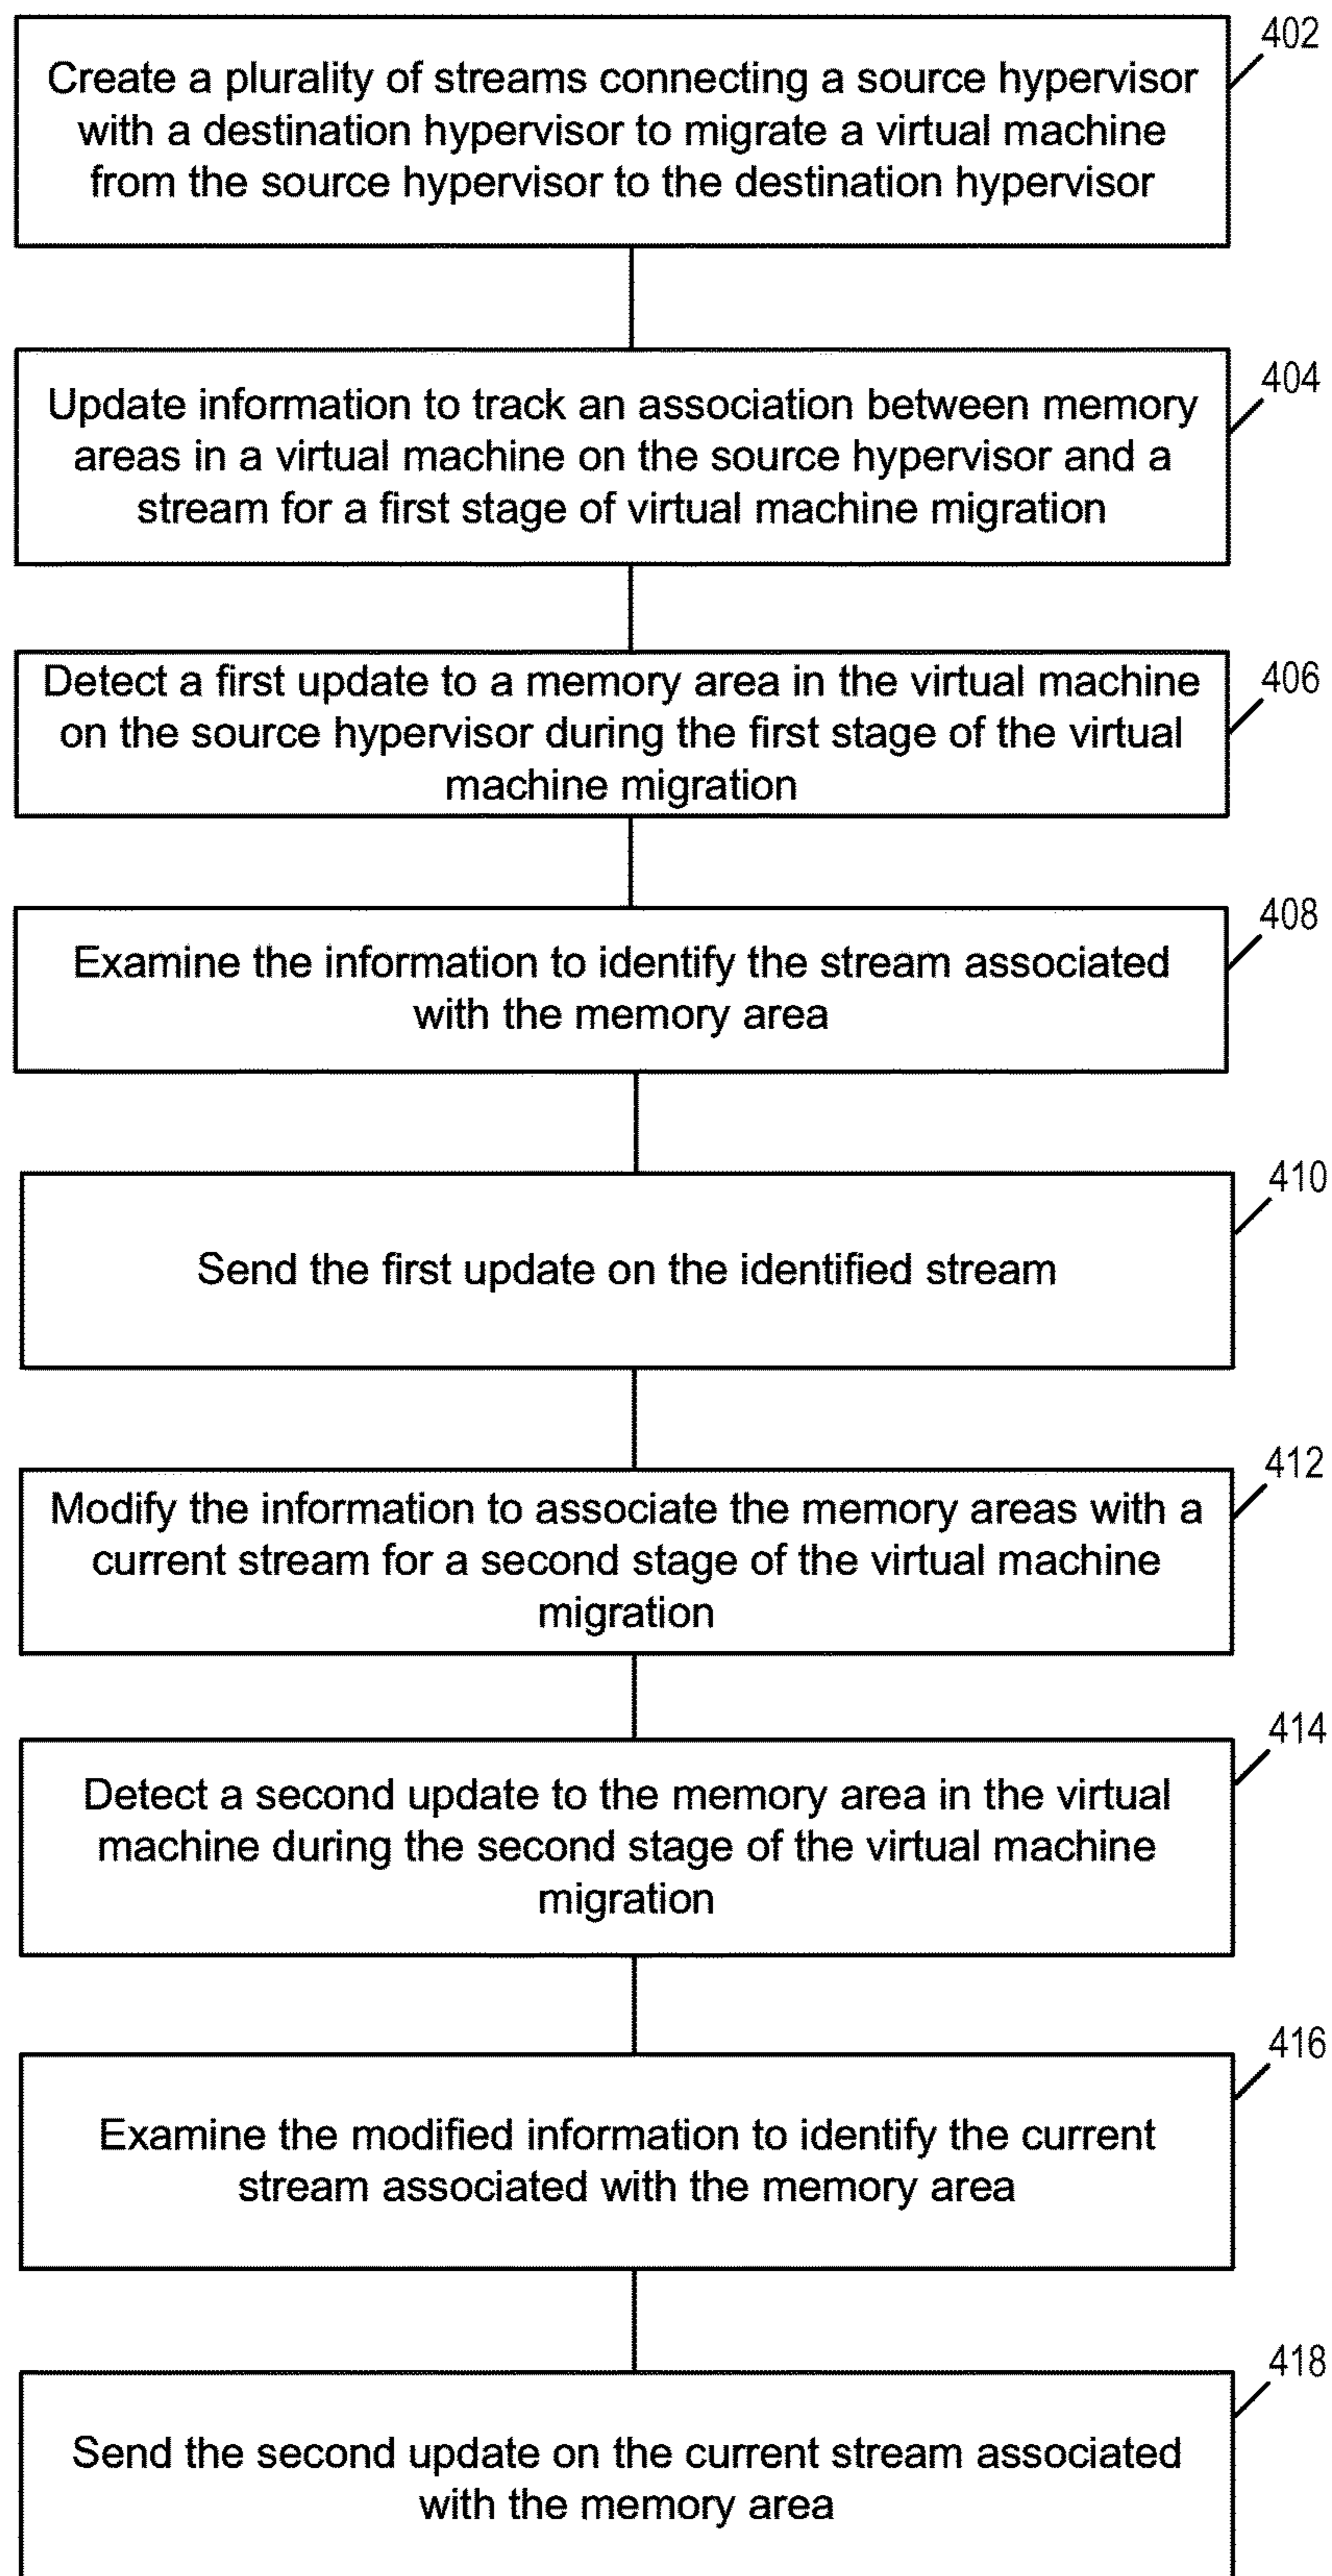 402
Create a plurality of streams connecting a source hypervisor
with a destination hypervisor to migrate a virtual machine
from the source hypervisor to the destination hypervisor
404
Update information to track an association between memory
areas in a virtual machine on the source hypervisor and a
stream for a first stage of virtual machine migration
406
Detect a first update to a memory area in the virtual machine
on the source hypervisor during the first stage of the virtual
machine migration
408
Examine the information to identify the stream associated
with the memory area
410
Send the first update on the identified stream
412
Modify the information to associate the memory areas with a
current stream for a second stage of the virtual machine
migration
414
Detect a second update to the memory area in the virtual
machine during the second stage of the virtual machine
migration
416
Examine the modified information to identify the current
stream associated with the memory area
418
Send the second update on the current stream associated
with the memory area